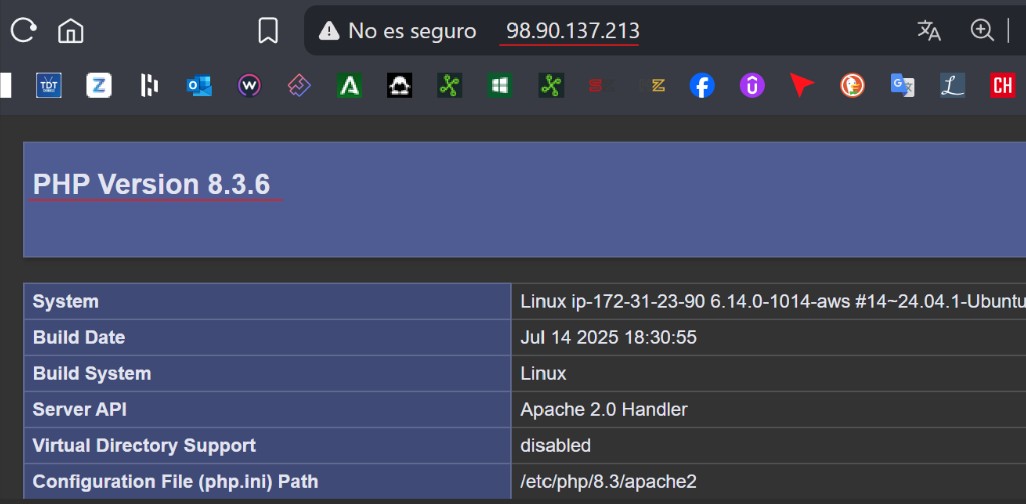 No es seguro 98.90.137.213
TDT Z H O W A Z f û G L CH
PHP Version 8.3.6
System Linux ip-172-31-23-90 6.14.0-1014-aws #14~24.04.1-Ubuntu
Build Date Jul 14 2025 18:30:55
Build System Linux
Server API Apache 2.0 Handler
Virtual Directory Support disabled
Configuration File (php.ini) Path /etc/php/8.3/apache2